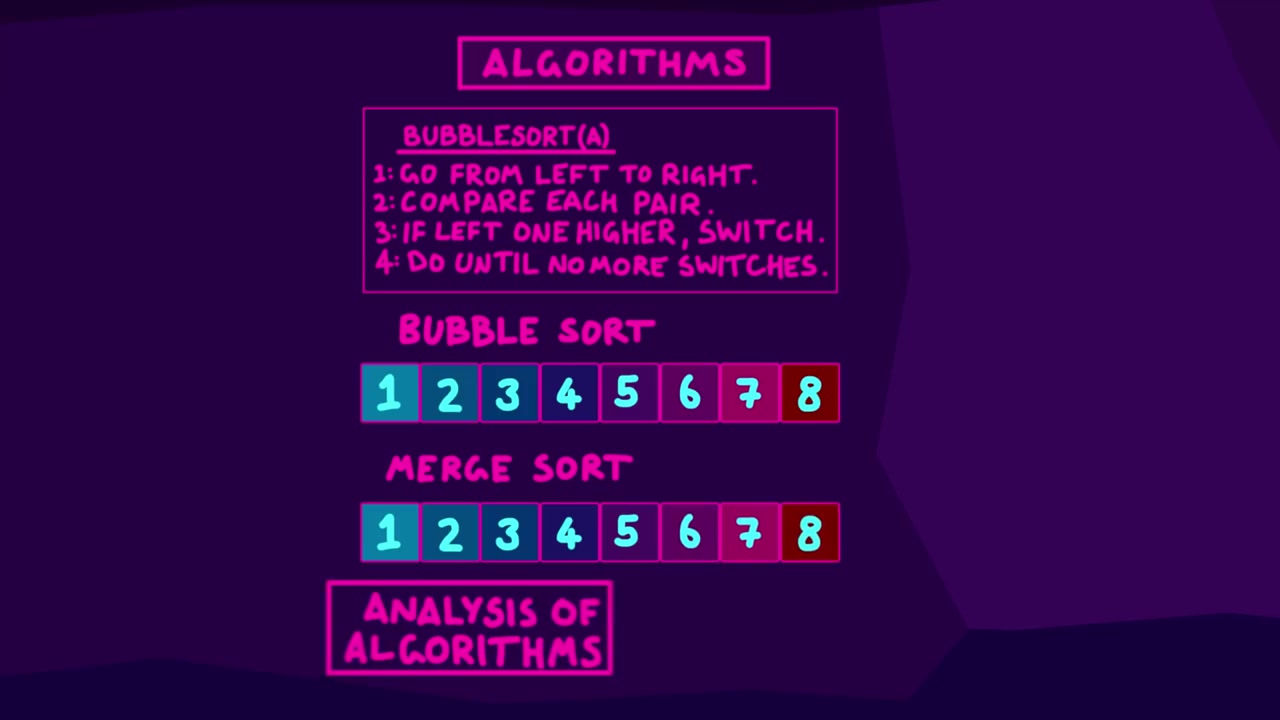 ALGORITHMS
BUBBLESORT(A)
1: GO FROM LEFT TO RIGHT.
2: COMPARE EACH PAIR.
3: IF LEFT ONE HIGHER, SWITCH.
4: DO UNTIL NO MORE SWITCHES.
BUBBLE SORT
1 2 3 4 5 6 7 8
MERGE SORT
1 2 3 4 5 6 7 8
ANALYSIS OF
ALGORITHMS